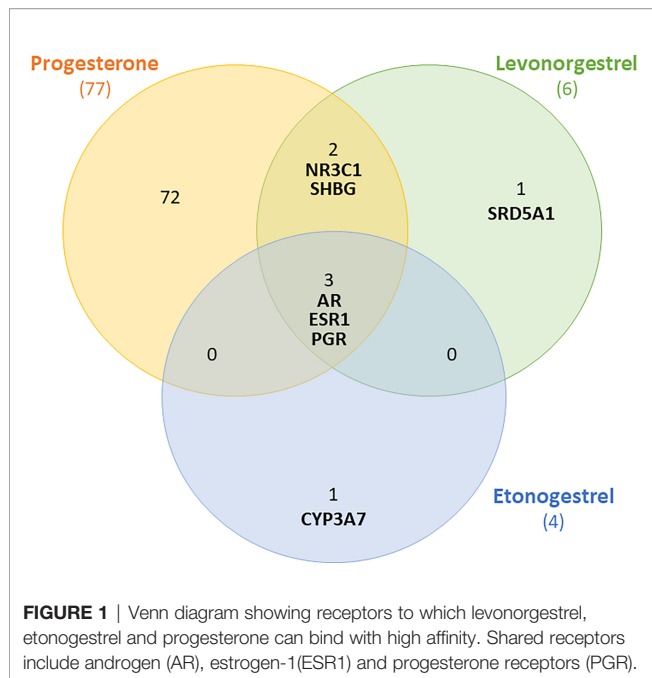 Progesterone
(77)
Levonorgestrel
(6)
2
NR3C1
SHBG
72
1
SRD5A1
3
AR
ESR1
PGR
0
0
1
CYP3A7
Etonogestrel
(4)
FIGURE 1 | Venn diagram showing receptors to which levonorgestrel,
etonogestrel and progesterone can bind with high affinity. Shared receptors
include androgen (AR), estrogen-1(ESR1) and progesterone receptors (PGR).